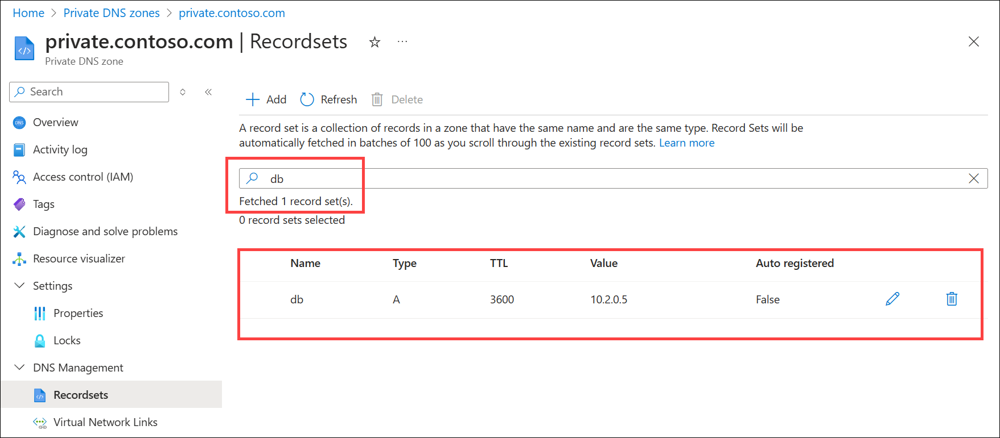 Home > Private DNS zones > private.contoso.com
private.contoso.com | Recordsets ...
Private DNS zone
Search
Overview
Activity log
Access control (IAM)
Tags
Diagnose and solve problems
Resource visualizer
Settings
Properties
Locks
DNS Management
Recordsets
Virtual Network Links
Add Refresh Delete
A record set is a collection of records in a zone that have the same name and are the same type. Record Sets will be
automatically fetched in batches of 100 as you scroll through the existing record sets. Learn more
db
Fetched 1 record set(s).
0 record sets selected
Name Type TTL Value Auto registered
db A 3600 10.2.0.5 False